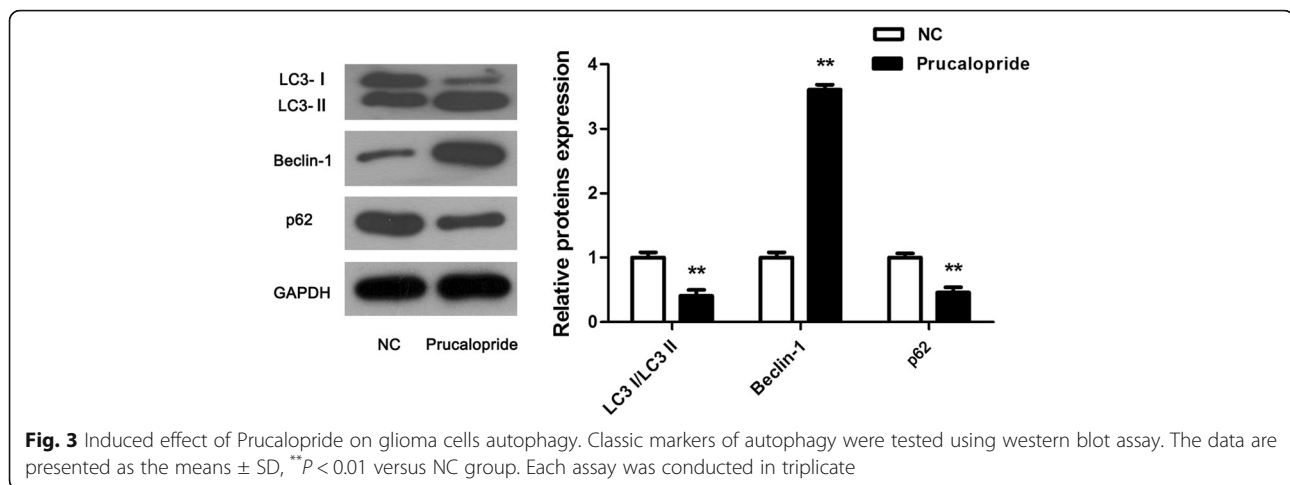 LC3- Ⅰ
LC3- Ⅱ
Beclin-1
p62
GAPDH
NC Prucalopride
NC
Prucalopride
Relative proteins expression
4
3
2
1
0
**
**
**
LC3 I/LC3 II
Beclin-1
p62
Fig. 3 Induced effect of Prucalopride on glioma cells autophagy. Classic markers of autophagy were tested using western blot assay. The data are
presented as the means ± SD, **P < 0.01 versus NC group. Each assay was conducted in triplicate